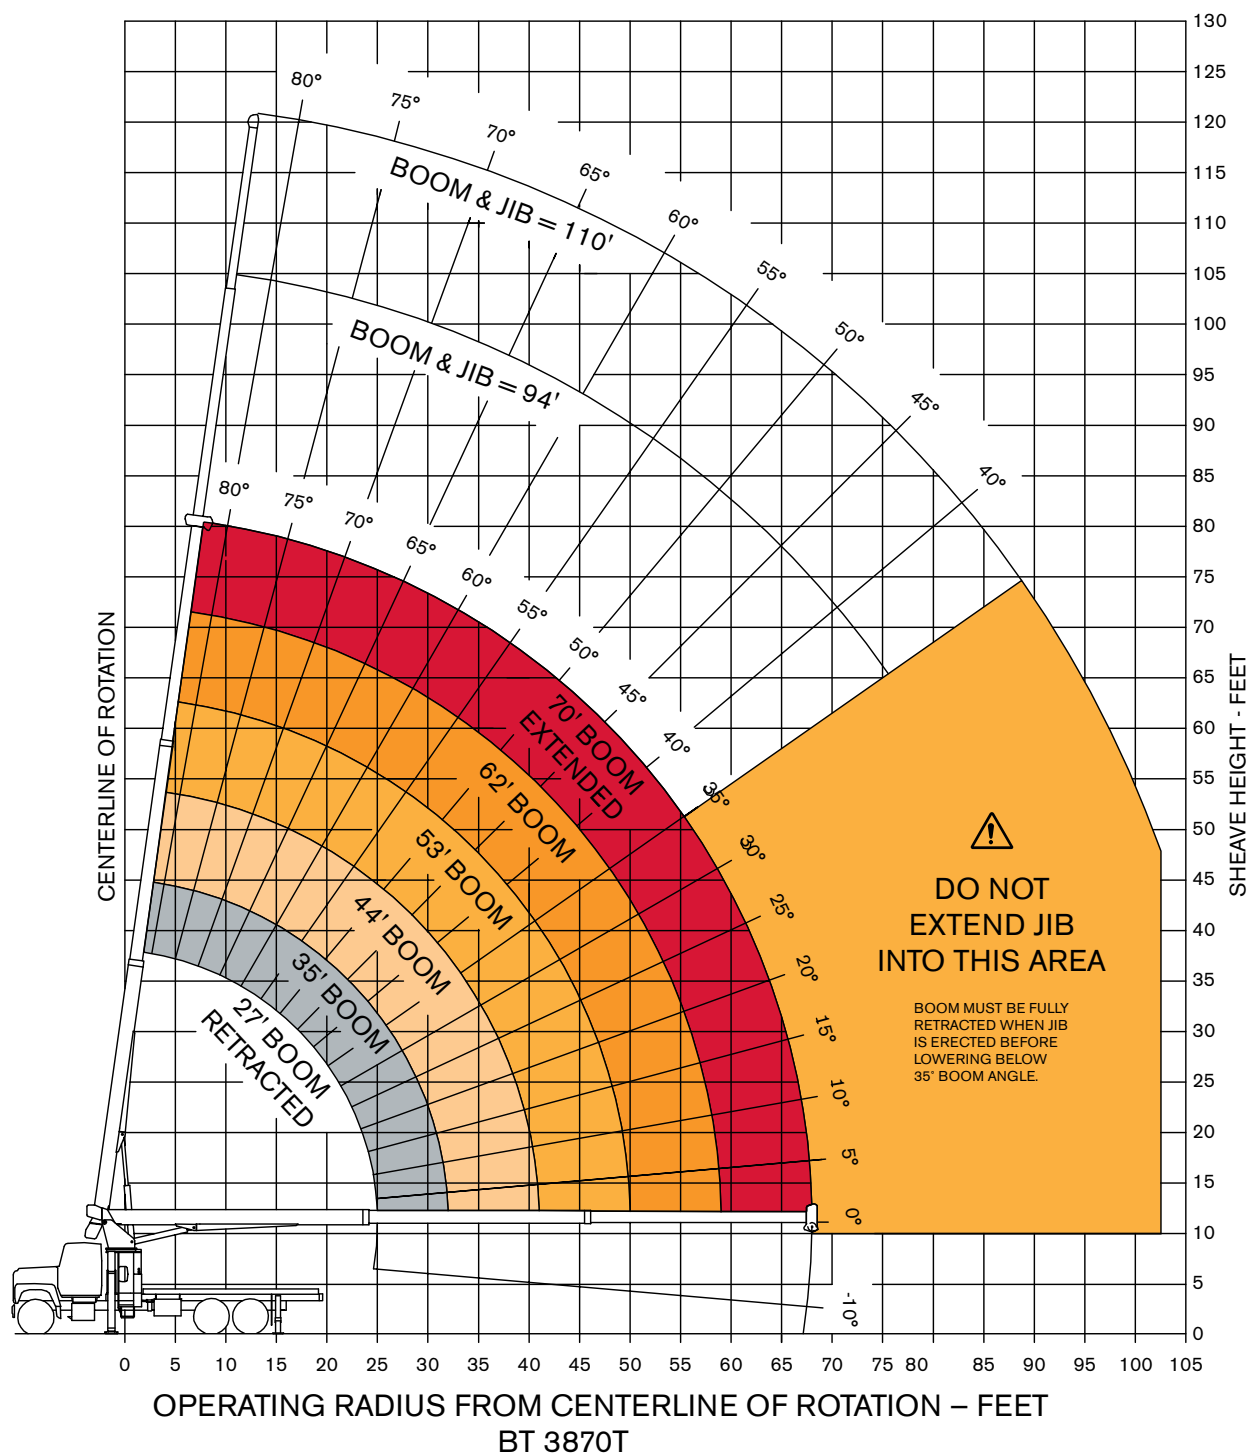 130
125
120
115
110
105
100
95
90
85
80
75
70
65
60
55
50
45
40
35
30
25
20
15
10
5
0
SHEAVE HEIGHT - FEET
CENTERLINE OF ROTATION
80°
75°
70°
65°
60°
55°
50°
45°
40°
BOOM & JIB = 110'
BOOM & JIB = 94'
80°
75°
70°
65°
60°
55°
50°
45°
40°
35°
30°
25°
20°
15°
10°
5°
0°
-10°
70' BOOM
EXTENDED
62' BOOM
53' BOOM
44' BOOM
35' BOOM
27' BOOM
RETRACTED
!
DO NOT
EXTEND JIB
INTO THIS AREA
BOOM MUST BE FULLY
RETRACTED WHEN JIB
IS ERECTED BEFORE
LOWERING BELOW
35° BOOM ANGLE.
0 5 10 15 20 25 30 35 40 45 50 55 60 65 70 75 80 85 90 95 100 105
OPERATING RADIUS FROM CENTERLINE OF ROTATION – FEET
BT 3870T